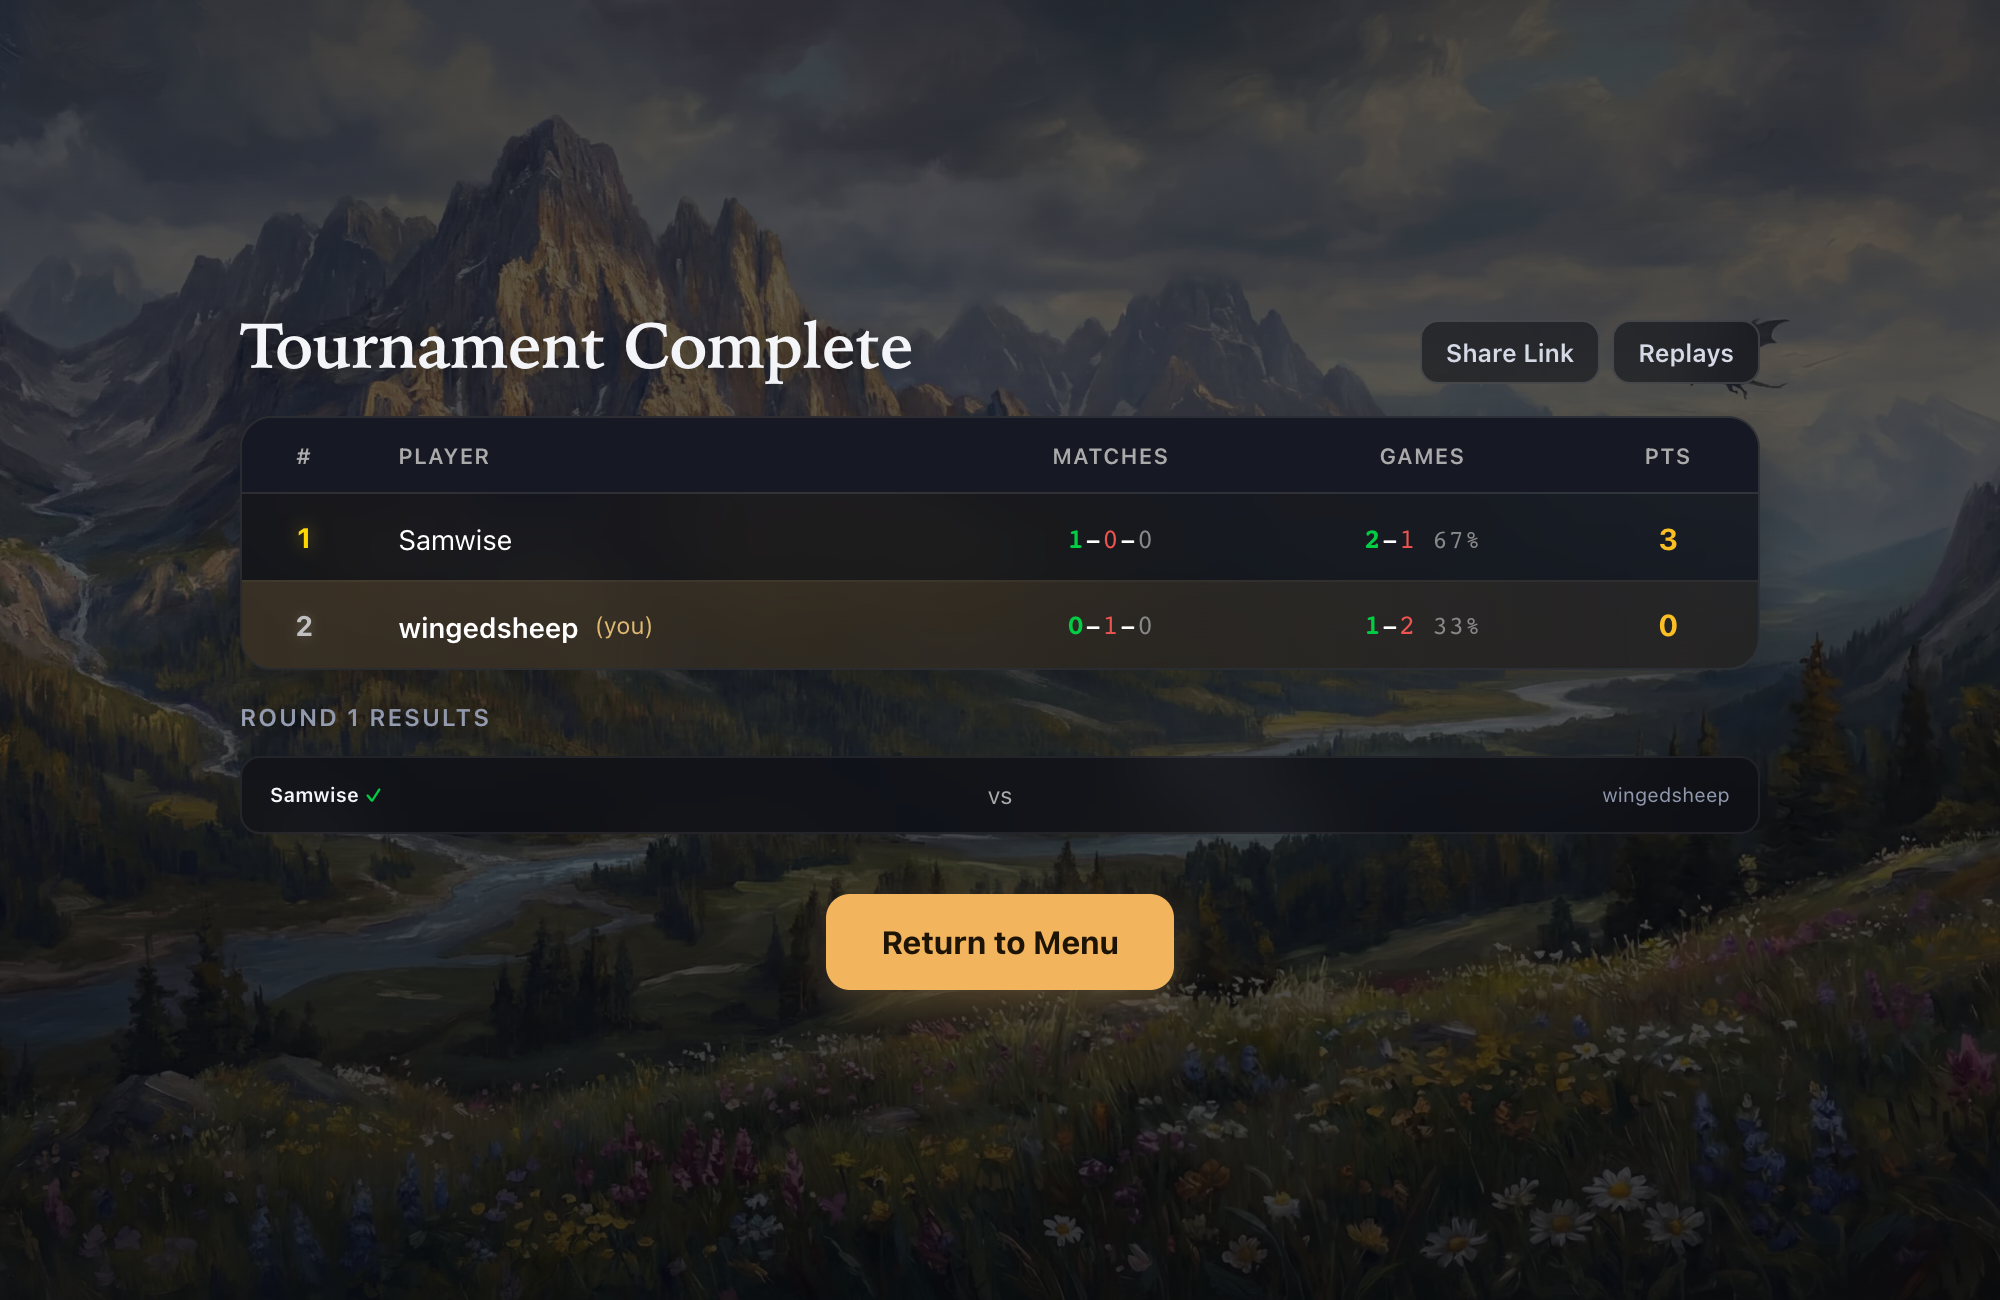 Tournament Complete
Share Link
Replays
# PLAYER MATCHES GAMES PTS
1 Samwise 1–0–0 2–1 67% 3
2 wingedsheep (you) 0–1–0 1–2 33% 0
ROUND 1 RESULTS
Samwise ✓ vs wingedsheep
Return to Menu